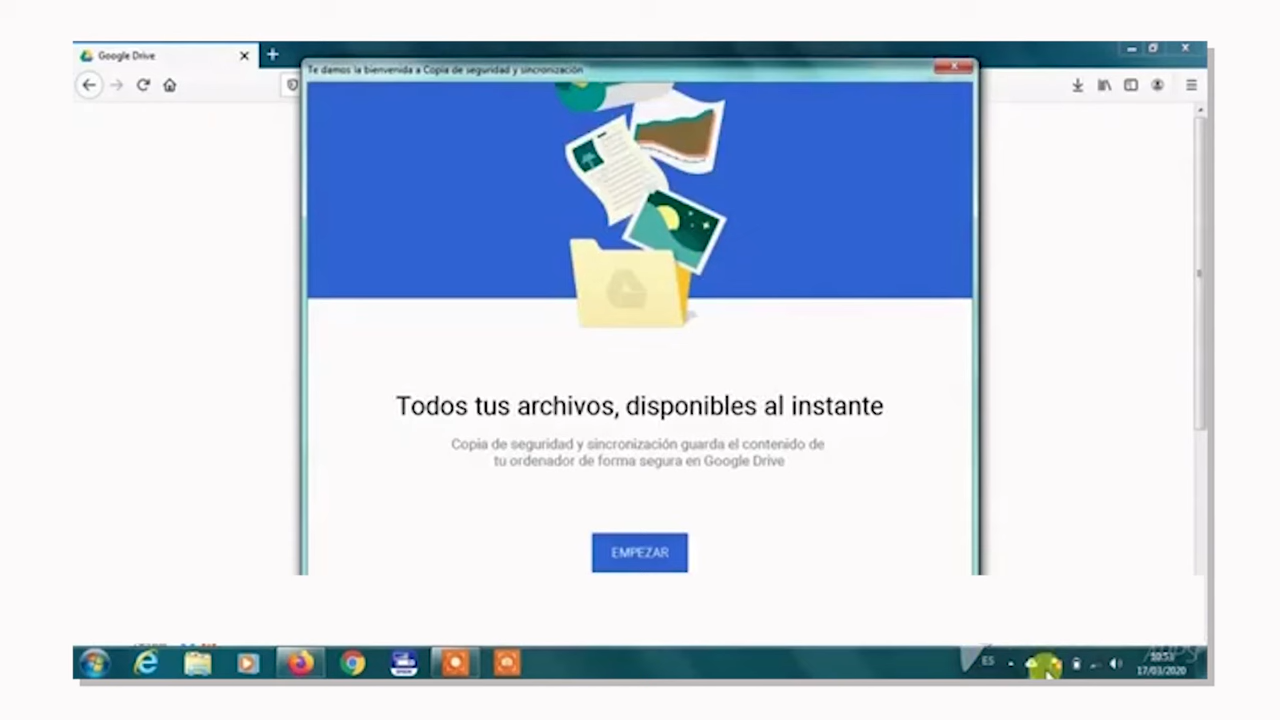 Google Drive
Te damos la bienvenida a Copia de seguridad y sincronización
Todos tus archivos, disponibles al instante
Copia de seguridad y sincronización guarda el contenido de
tu ordenador de forma segura en Google Drive
EMPEZAR
ES
10:53
17/03/2020